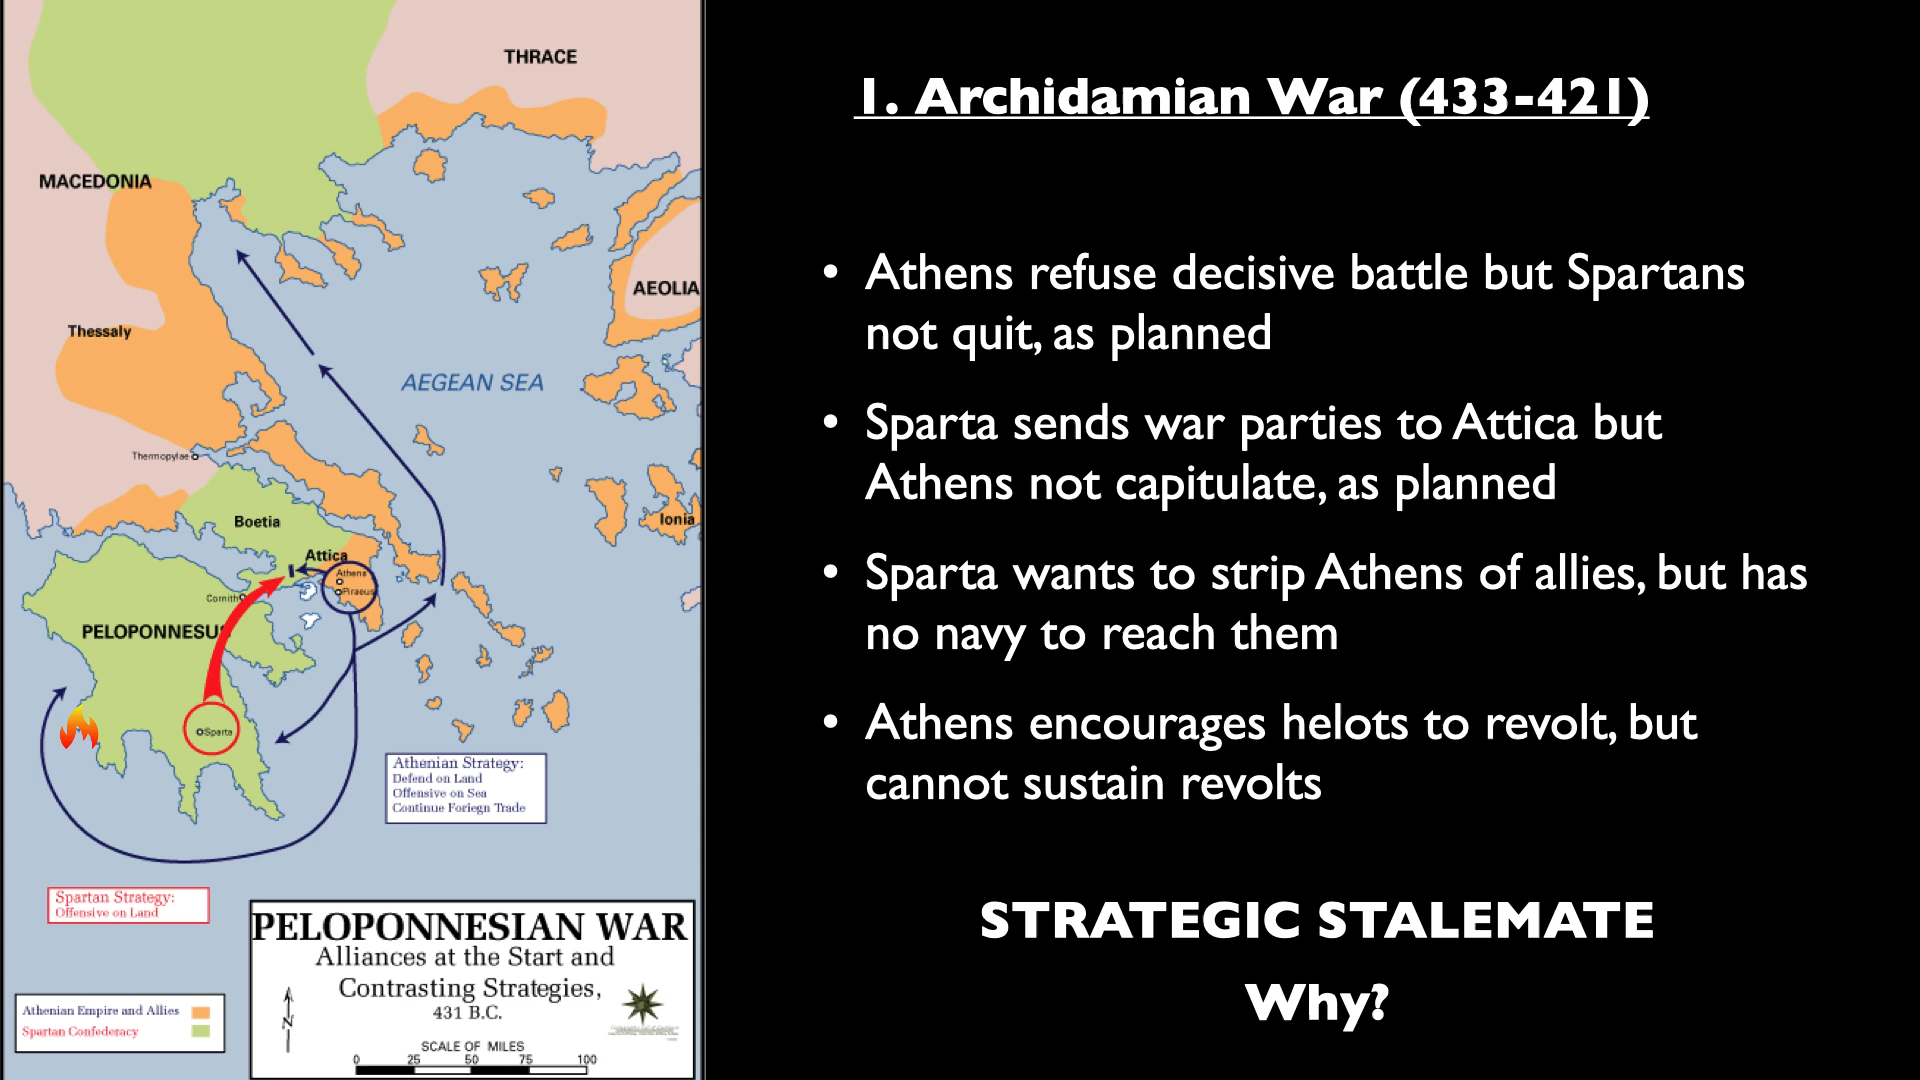 THRACE
MACEDONIA
AEOLIA
Thessaly
AEGEAN SEA
Thermopylae
Ionia
Boetia
Attica
Athens
Piraeus
Cornith
PELOPONNESUS
Sparta
Athenian Strategy:
Defend on Land
Offensive on Sea
Continue Foriegn Trade
Spartan Strategy:
Offensive on Land
PELOPONNESIAN WAR
Alliances at the Start and
Contrasting Strategies,
431 B.C.
N
SCALE OF MILES
0 25 50 75 100
Athenian Empire and Allies
Spartan Confederacy
1. Archidamian War (433-421)
• Athens refuse decisive battle but Spartans
not quit, as planned
• Sparta sends war parties to Attica but
Athens not capitulate, as planned
• Sparta wants to strip Athens of allies, but has
no navy to reach them
• Athens encourages helots to revolt, but
cannot sustain revolts
STRATEGIC STALEMATE
Why?